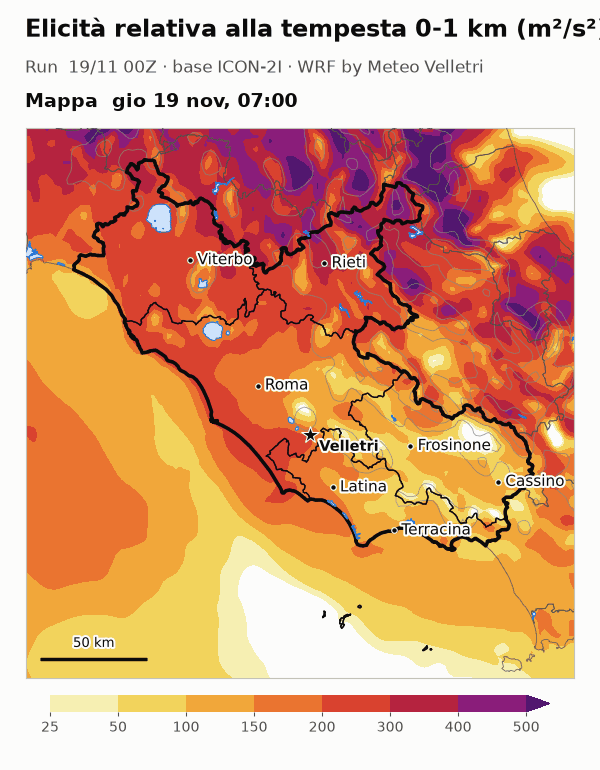 Elicità relativa alla tempesta 0-1 km (m²/s²)
Run  19/11 00Z · base ICON-2I · WRF by Meteo Velletri
Mappa  gio 19 nov, 07:00
Viterbo
Rieti
Roma
Velletri
Frosinone
Cassino
Latina
Terracina
50 km
25 50 100 150 200 300 400 500